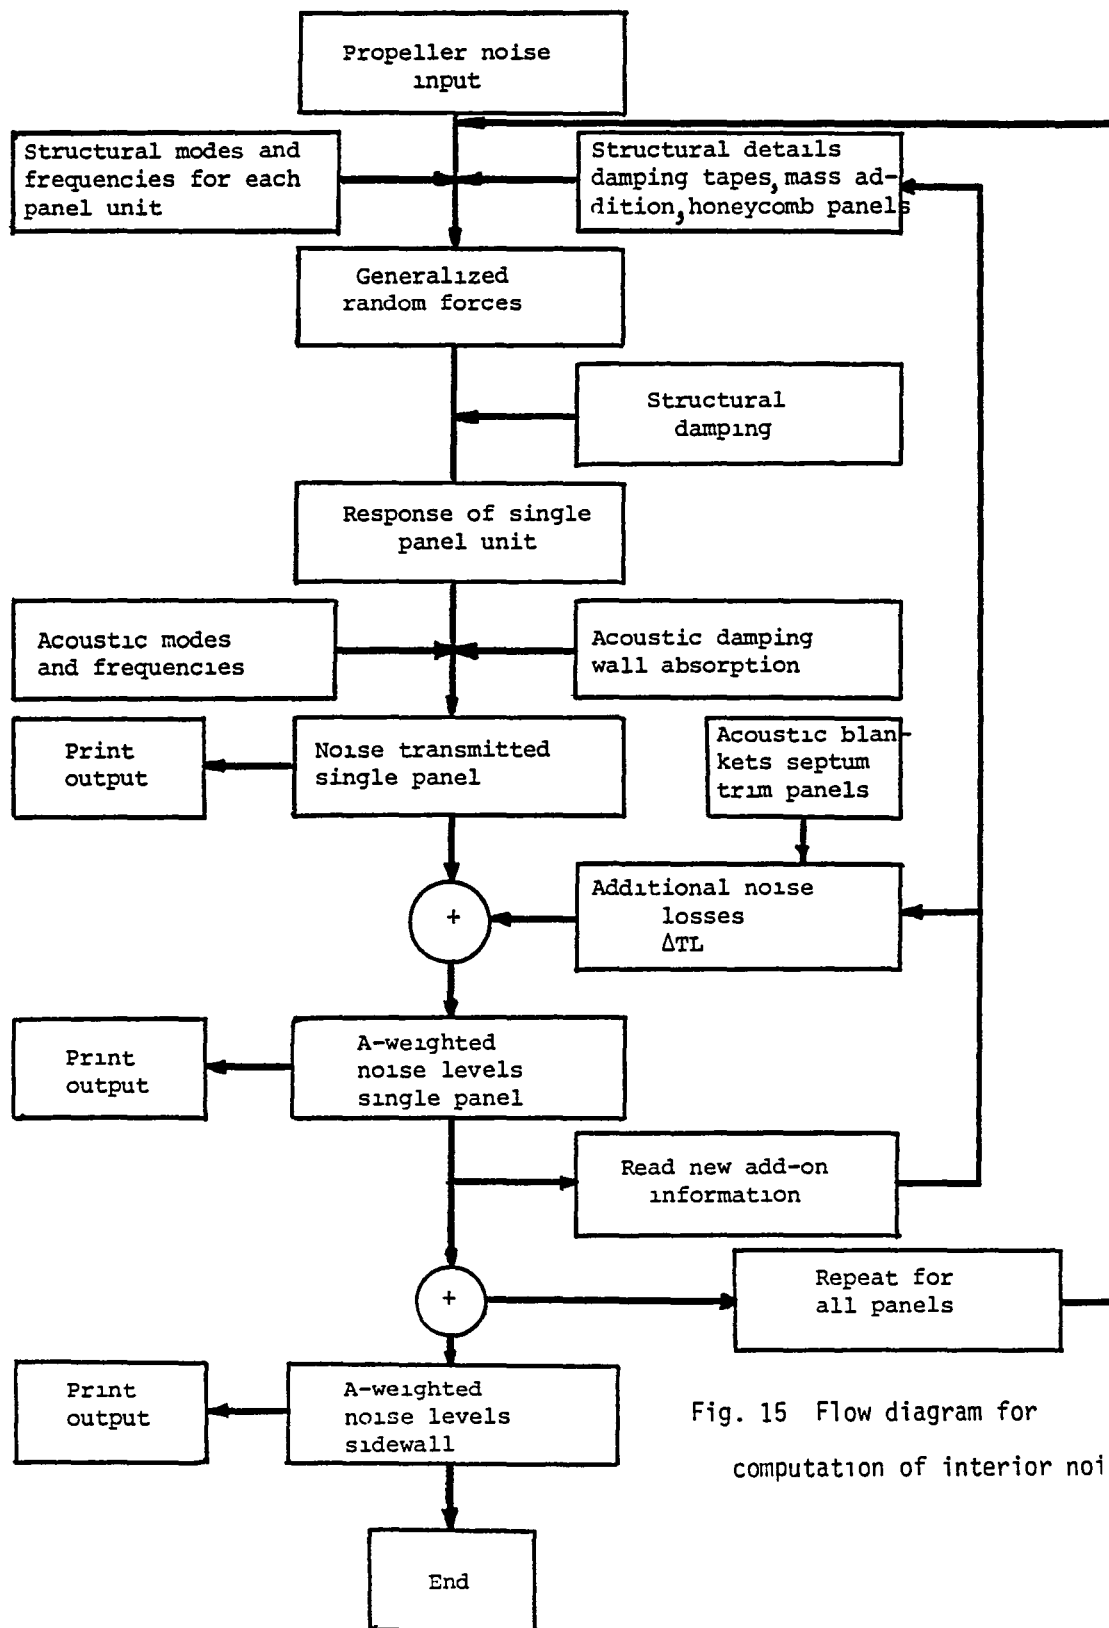 Propeller noise
input
Structural modes and
frequencies for each
panel unit
Structural details
damping tapes, mass ad-
dition, honeycomb panels
Generalized
random forces
Structural
damping
Response of single
panel unit
Acoustic modes
and frequencies
Acoustic damping
wall absorption
Print
output
Noise transmitted
single panel
Acoustic blan-
kets septum
trim panels
+
Additional noise
losses
ΔTL
Print
output
A-weighted
noise levels
single panel
Read new add-on
information
+
Repeat for
all panels
Print
output
A-weighted
noise levels
sidewall
Fig. 15 Flow diagram for
computation of interior noi
End